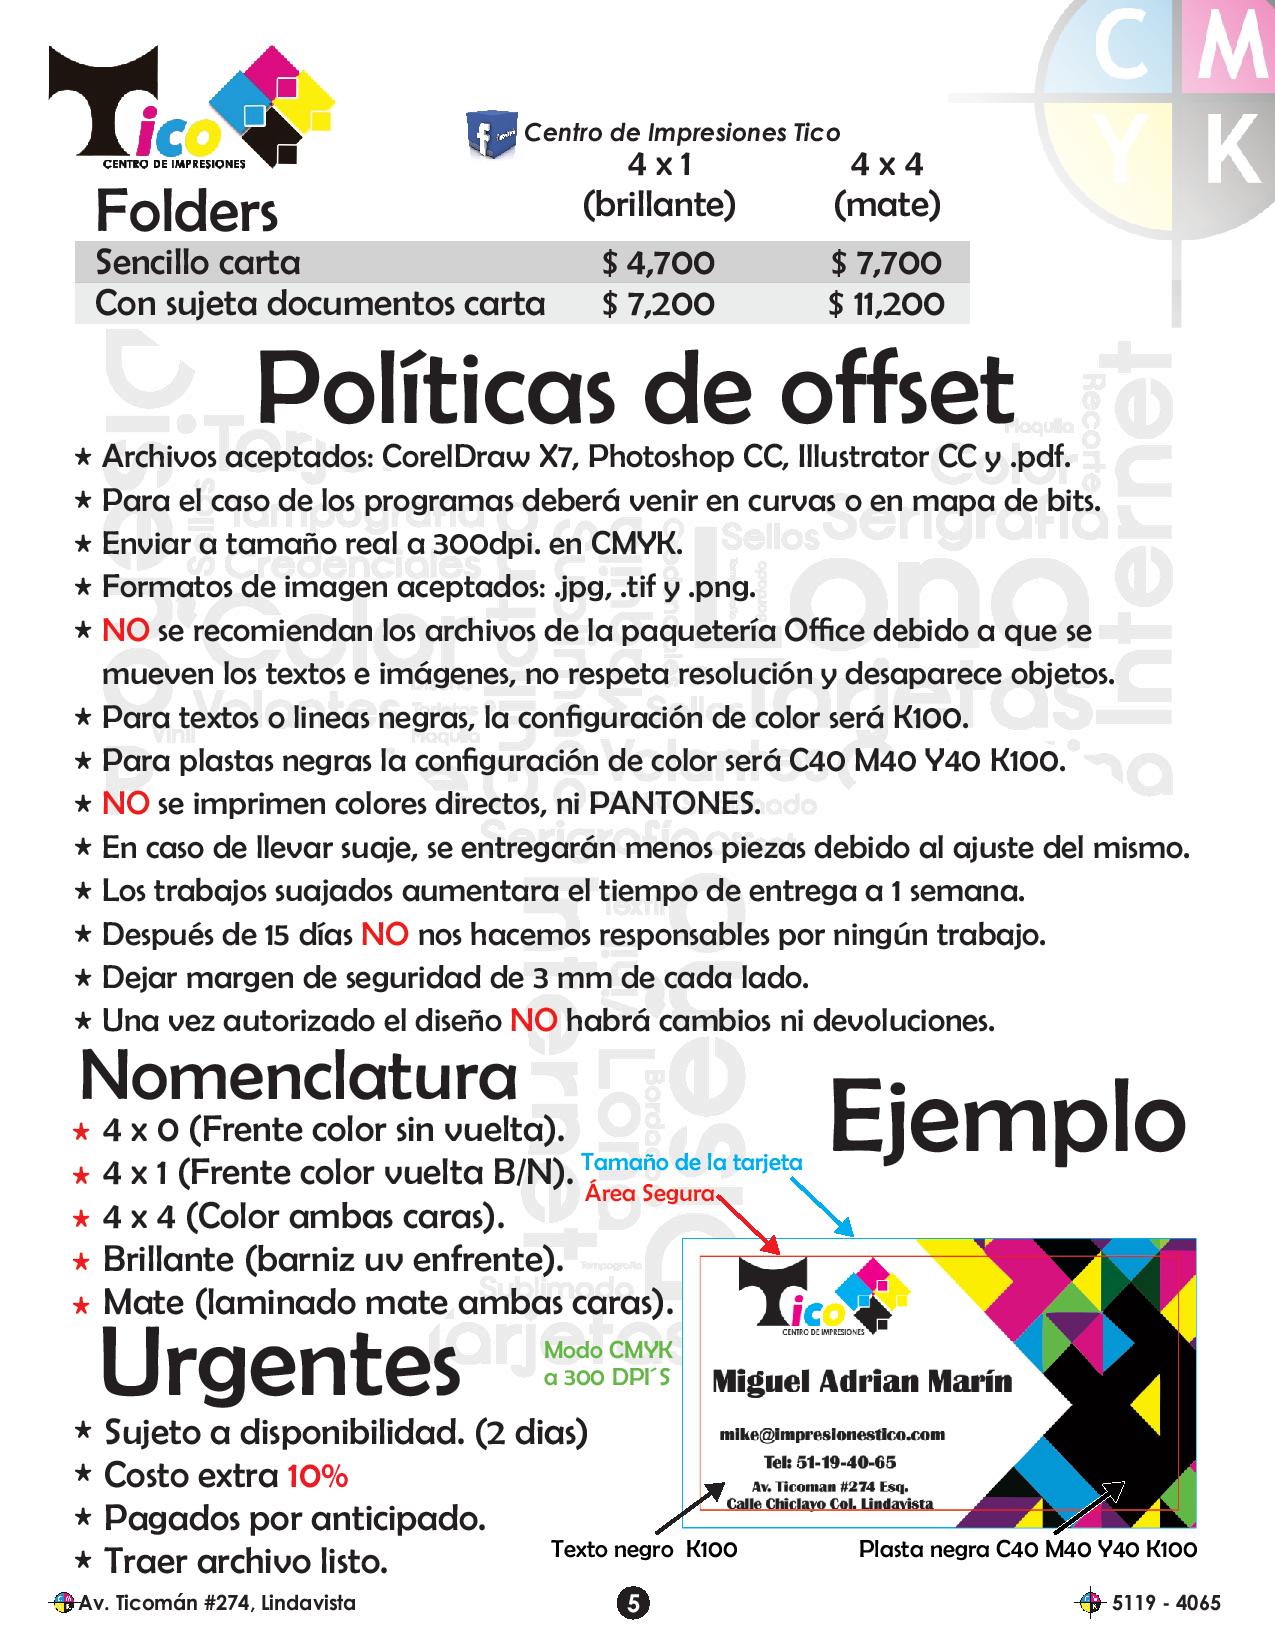 Tico
CENTRO DE IMPRESIONES
Centro de Impresiones Tico
C M
Y K
4 x 1 4 x 4
Folders (brillante) (mate)
Sencillo carta $ 4,700 $ 7,700
Con sujeta documentos carta $ 7,200 $ 11,200
Políticas de offset
★ Archivos aceptados: CorelDraw X7, Photoshop CC, Illustrator CC y .pdf.
★ Para el caso de los programas deberá venir en curvas o en mapa de bits.
★ Enviar a tamaño real a 300dpi. en CMYK.
★ Formatos de imagen aceptados: .jpg, .tif y .png.
★ NO se recomiendan los archivos de la paquetería Office debido a que se
mueven los textos e imágenes, no respeta resolución y desaparece objetos.
★ Para textos o lineas negras, la configuración de color será K100.
★ Para plastas negras la configuración de color será C40 M40 Y40 K100.
★ NO se imprimen colores directos, ni PANTONES.
★ En caso de llevar suaje, se entregarán menos piezas debido al ajuste del mismo.
★ Los trabajos suajados aumentara el tiempo de entrega a 1 semana.
★ Después de 15 días NO nos hacemos responsables por ningún trabajo.
★ Dejar margen de seguridad de 3 mm de cada lado.
★ Una vez autorizado el diseño NO habrá cambios ni devoluciones.
Nomenclatura
★ 4 x 0 (Frente color sin vuelta).
★ 4 x 1 (Frente color vuelta B/N).
★ 4 x 4 (Color ambas caras).
★ Brillante (barniz uv enfrente).
★ Mate (laminado mate ambas caras).
Urgentes
★ Sujeto a disponibilidad. (2 dias)
★ Costo extra 10%
★ Pagados por anticipado.
★ Traer archivo listo.
Ejemplo
Tamaño de la tarjeta
Área Segura
Modo CMYK
a 300 DPI´S
Tico
CENTRO DE IMPRESIONES
Miguel Adrian Marín
mike@impresionestico.com
Tel: 51-19-40-65
Av. Ticoman #274 Esq.
Calle Chiclayo Col. Lindavista
Texto negro K100
Plasta negra C40 M40 Y40 K100
Av. Ticomán #274, Lindavista
5
5119 - 4065